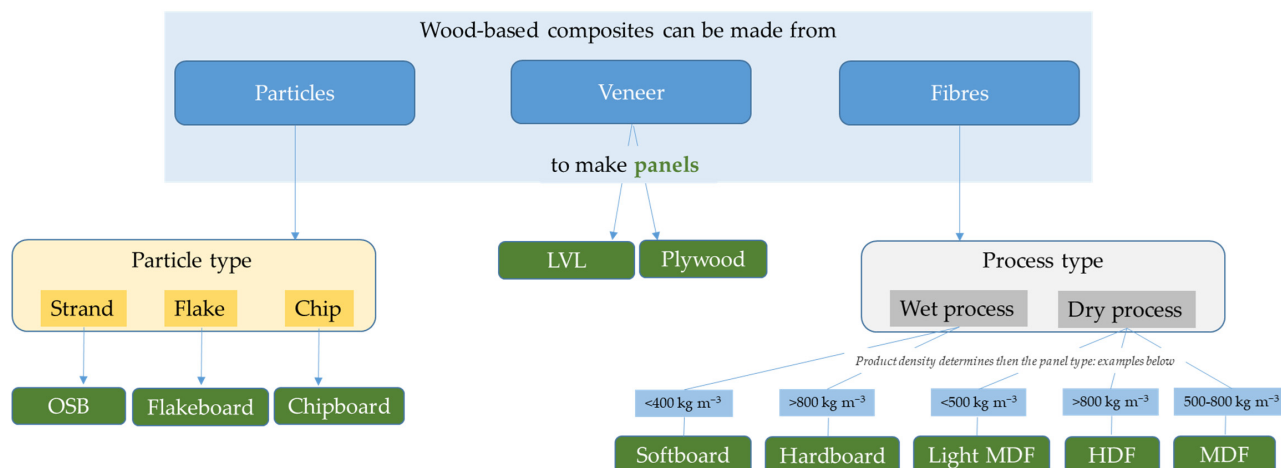 Wood-based composites can be made from
Particles
Veneer
Fibres
to make panels
LVL
Plywood
Particle type
Strand
Flake
Chip
Process type
Wet process
Dry process
Product density determines then the panel type: examples below
OSB
Flakeboard
Chipboard
<400 kg m⁻³
>800 kg m⁻³
<500 kg m⁻³
>800 kg m⁻³
500-800 kg m⁻³
Softboard
Hardboard
Light MDF
HDF
MDF